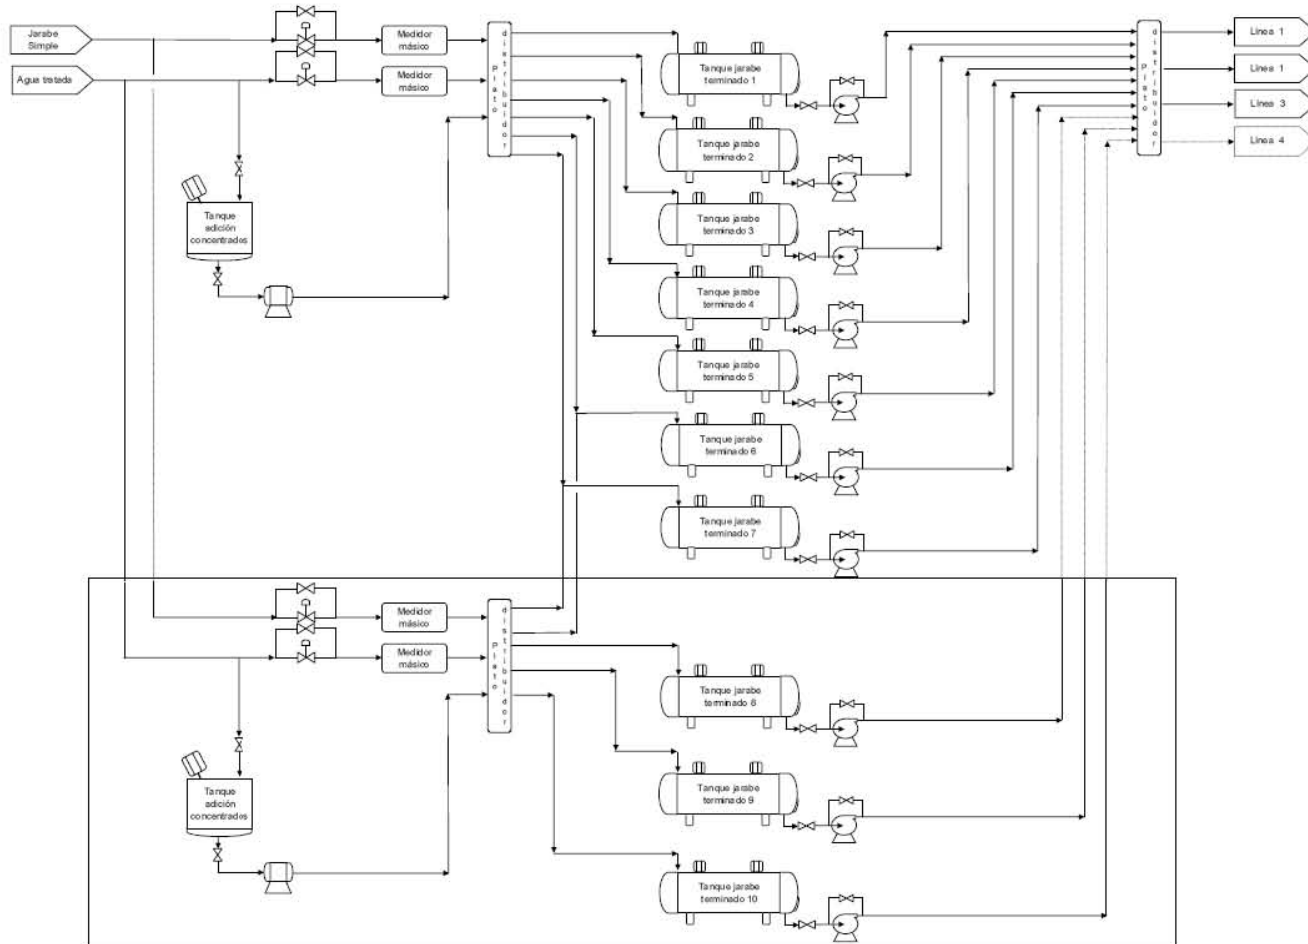 Jarabe
Simple
Agua tratada
Medidor
másico
Medidor
másico
Plato
distribuidor
Tanque
adición
concentrados
Tanque jarabe
terminado 1
Tanque jarabe
terminado 2
Tanque jarabe
terminado 3
Tanque jarabe
terminado 4
Tanque jarabe
terminado 5
Tanque jarabe
terminado 6
Tanque jarabe
terminado 7
Plato
distribuidor
Línea 1
Línea 1
Línea 3
Línea 4
Medidor
másico
Medidor
másico
Plato
distribuidor
Tanque
adición
concentrados
Tanque jarabe
terminado 8
Tanque jarabe
terminado 9
Tanque jarabe
terminado 10